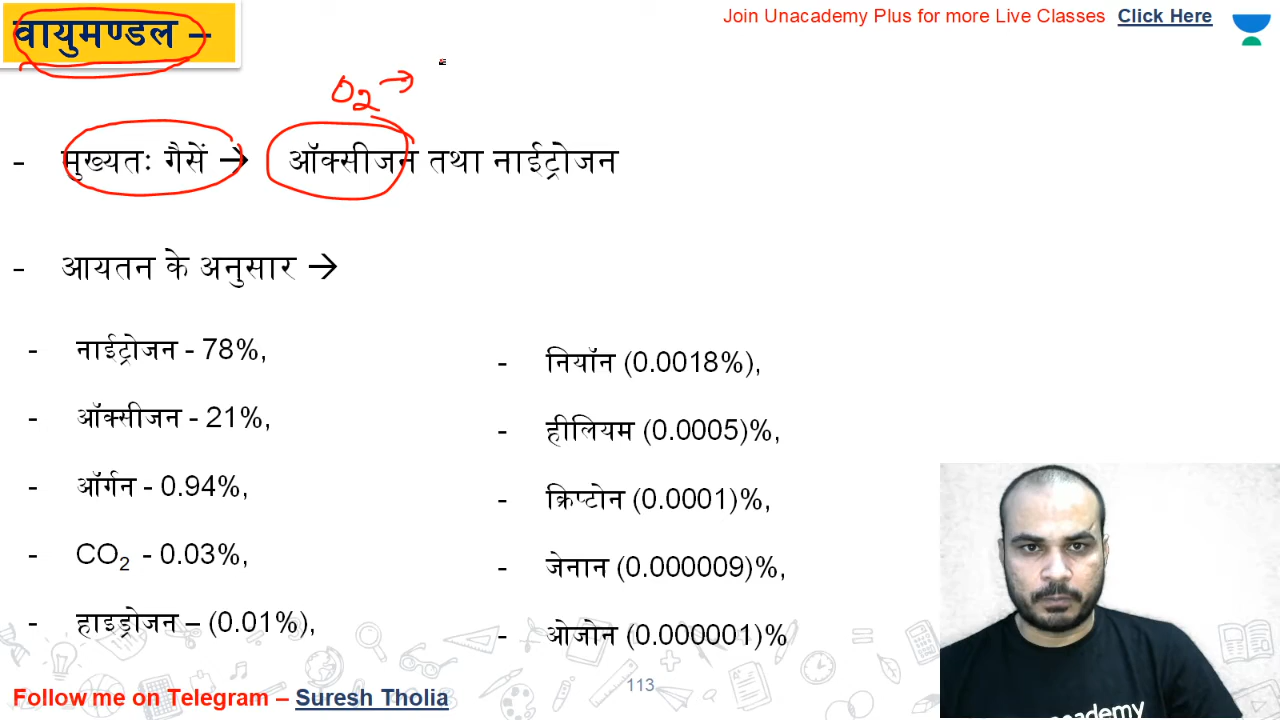 वायुमण्डल –
Join Unacademy Plus for more Live Classes Click Here
O2 →
- मुख्यतः गैसें → ऑक्सीजन तथा नाईट्रोजन
- आयतन के अनुसार →
- नाईट्रोजन - 78%,
- ऑक्सीजन - 21%,
- ऑर्गन - 0.94%,
- CO₂ - 0.03%,
- हाइड्रोजन – (0.01%),
- नियॉन (0.0018%),
- हीलियम (0.0005)%,
- क्रिप्टोन (0.0001)%,
- जेनान (0.000009)%,
- ओजोन (0.000001)%
113
Follow me on Telegram – Suresh Tholia
academy